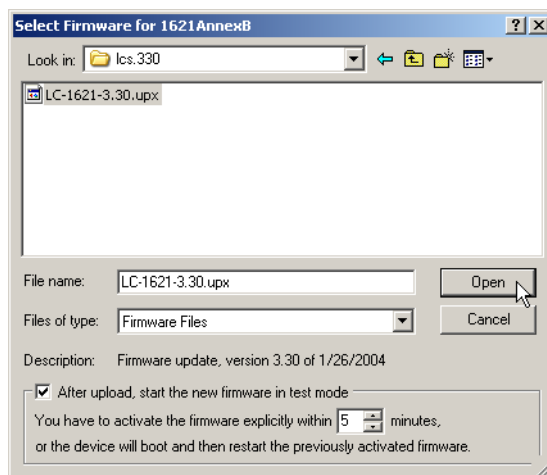 Select Firmware for 1621AnnexB
Look in: lcs.330
LC-1621-3.30.upx
File name: LC-1621-3.30.upx Open
Files of type: Firmware Files Cancel
Description: Firmware update, version 3.30 of 1/26/2004
After upload, start the new firmware in test mode
You have to activate the firmware explicitly within 5 minutes,
or the device will boot and then restart the previously activated firmware.